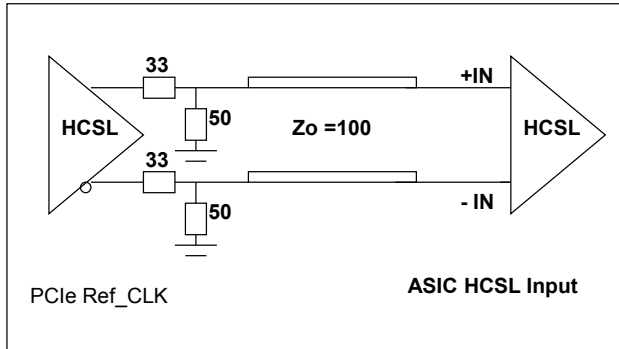 33
+IN
HCSL
50
Zo =100
HCSL
33
- IN
50
PCIe Ref_CLK
ASIC HCSL Input